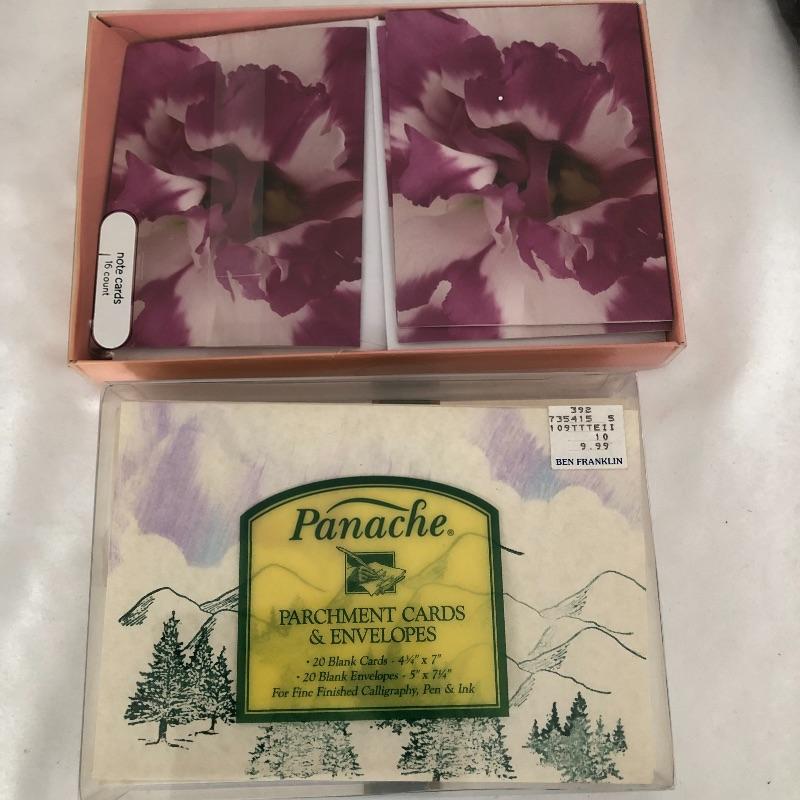 note cards
16 count
392
735415 5
109TTTEII
10
9.99
BEN FRANKLIN
Panache®
PARCHMENT CARDS
& ENVELOPES
• 20 Blank Cards - 4¾" x 7"
• 20 Blank Envelopes - 5" x 7¼"
For Fine Finished Calligraphy, Pen & Ink